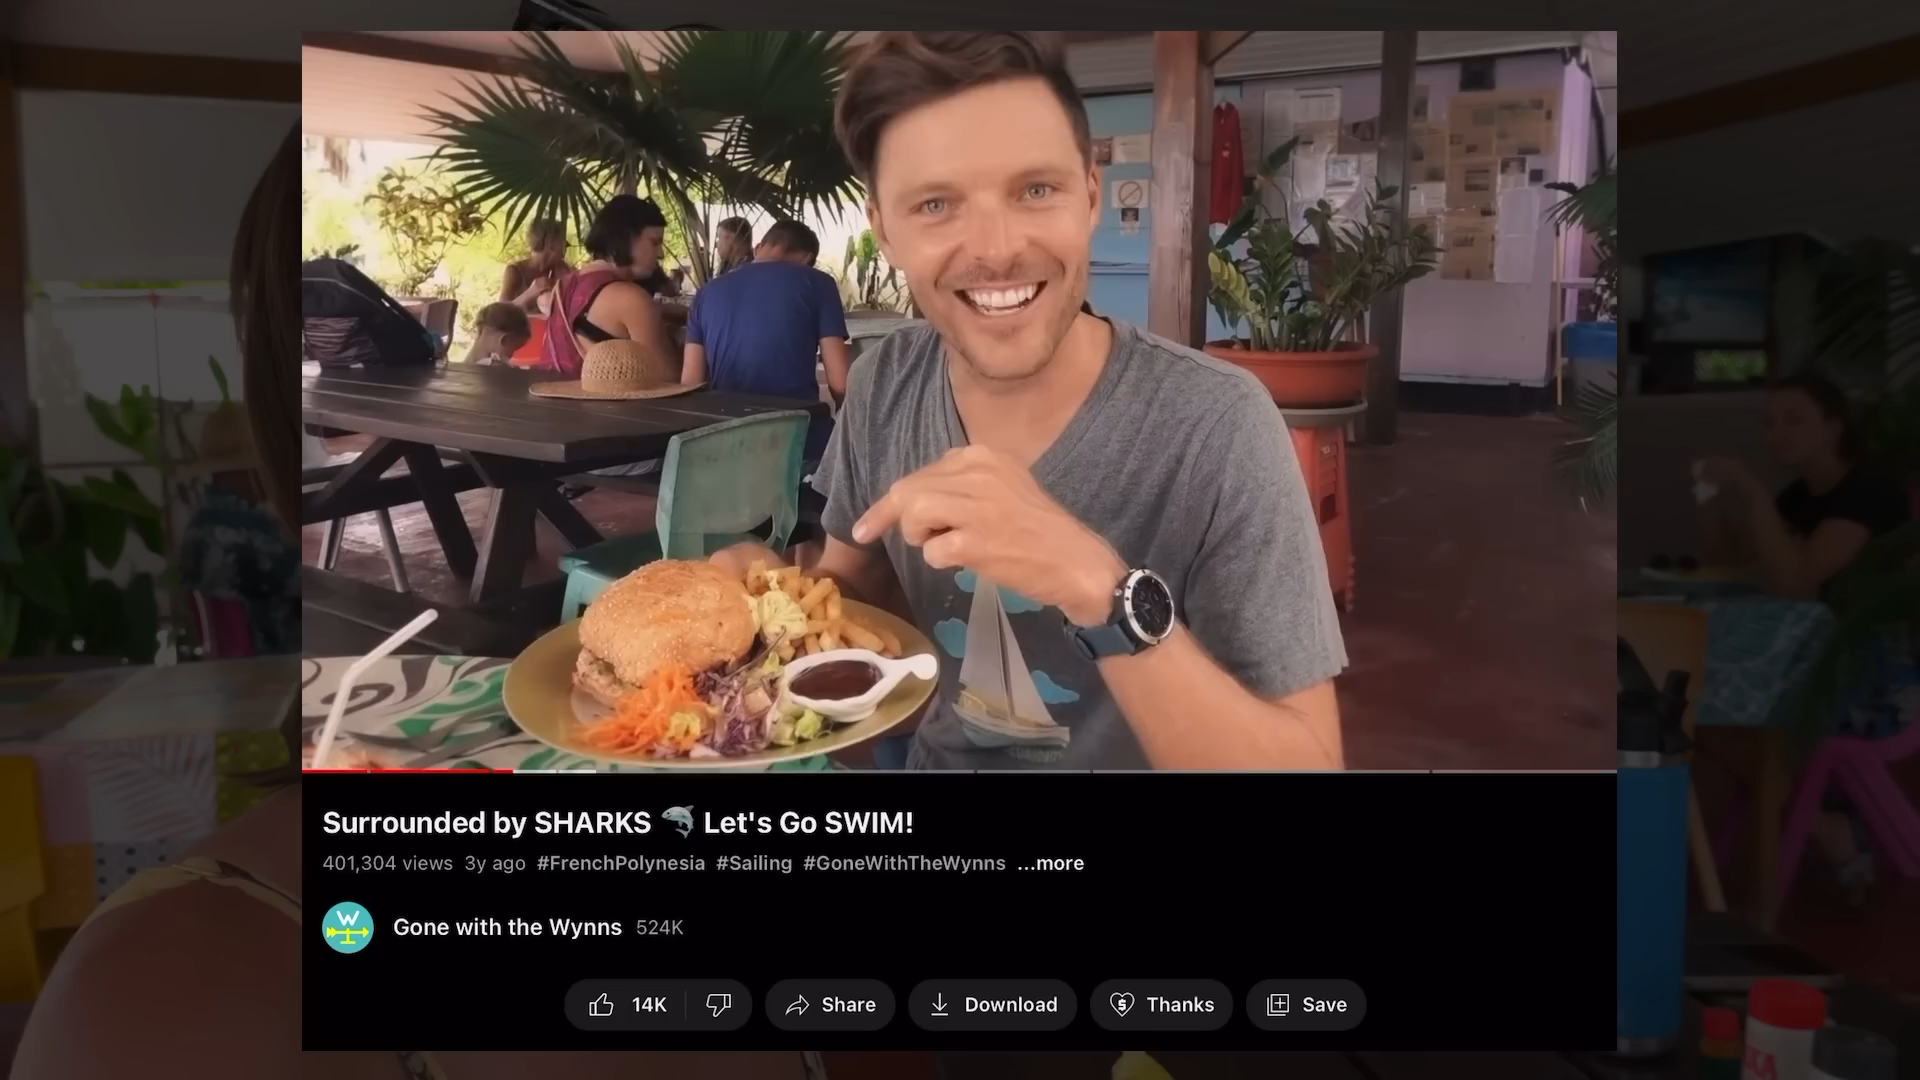 Surrounded by SHARKS 🦈 Let's Go SWIM!
401,304 views 3y ago #FrenchPolynesia #Sailing #GoneWithTheWynns ...more
W
Gone with the Wynns 524K
14K Share Download Thanks Save